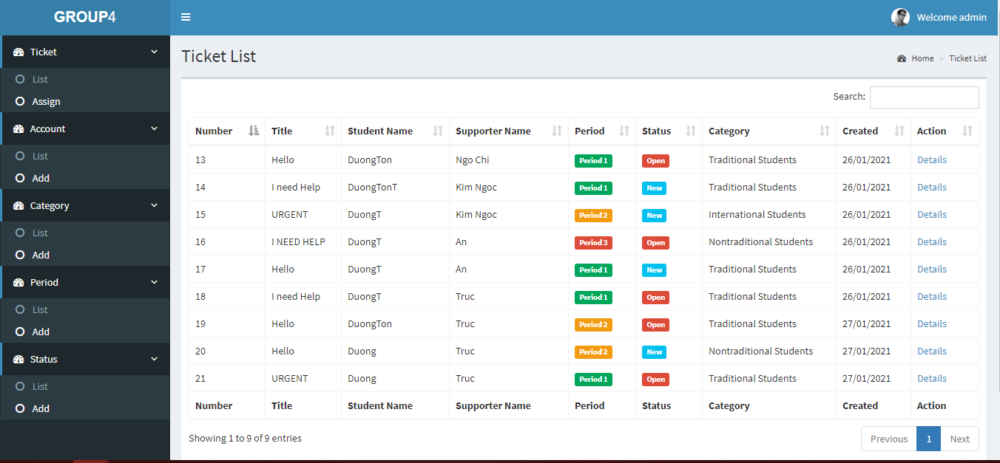 GROUP4
Welcome admin
Ticket
List
Assign
Account
List
Add
Category
List
Add
Period
List
Add
Status
List
Add
Ticket List
Home > Ticket List
Search:
Number Title Student Name Supporter Name Period Status Category Created Action
13 Hello DuongTon Ngo Chi Period 1 Open Traditional Students 26/01/2021 Details
14 I need Help DuongTonT Kim Ngoc Period 1 New Traditional Students 26/01/2021 Details
15 URGENT DuongT Kim Ngoc Period 2 New International Students 26/01/2021 Details
16 I NEED HELP DuongT An Period 3 Open Nontraditional Students 26/01/2021 Details
17 Hello DuongT An Period 1 New Traditional Students 26/01/2021 Details
18 I need Help DuongT Truc Period 1 Open Traditional Students 26/01/2021 Details
19 Hello DuongTon Truc Period 2 Open Traditional Students 27/01/2021 Details
20 Hello Duong Truc Period 2 New Nontraditional Students 27/01/2021 Details
21 URGENT Duong Truc Period 1 Open Traditional Students 27/01/2021 Details
Number Title Student Name Supporter Name Period Status Category Created Action
Showing 1 to 9 of 9 entries
Previous 1 Next